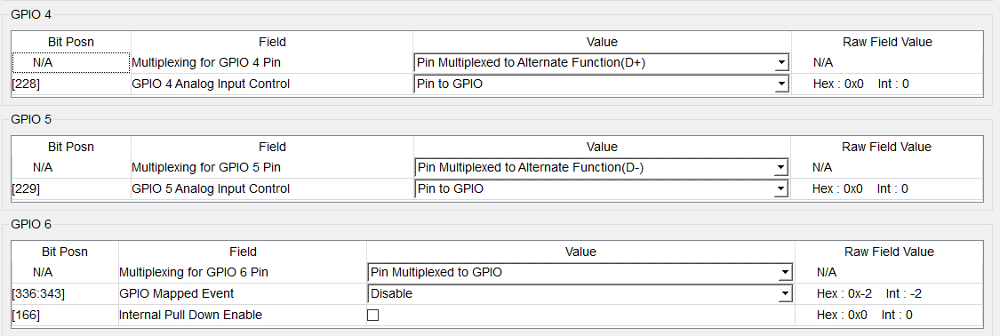 GPIO 4
Bit Posn Field Value Raw Field Value
N/A Multiplexing for GPIO 4 Pin Pin Multiplexed to Alternate Function(D+) N/A
[228] GPIO 4 Analog Input Control Pin to GPIO Hex : 0x0 Int : 0
GPIO 5
Bit Posn Field Value Raw Field Value
N/A Multiplexing for GPIO 5 Pin Pin Multiplexed to Alternate Function(D-) N/A
[229] GPIO 5 Analog Input Control Pin to GPIO Hex : 0x0 Int : 0
GPIO 6
Bit Posn Field Value Raw Field Value
N/A Multiplexing for GPIO 6 Pin Pin Multiplexed to GPIO N/A
[336:343] GPIO Mapped Event Disable Hex : 0x-2 Int : -2
[166] Internal Pull Down Enable Hex : 0x0 Int : 0